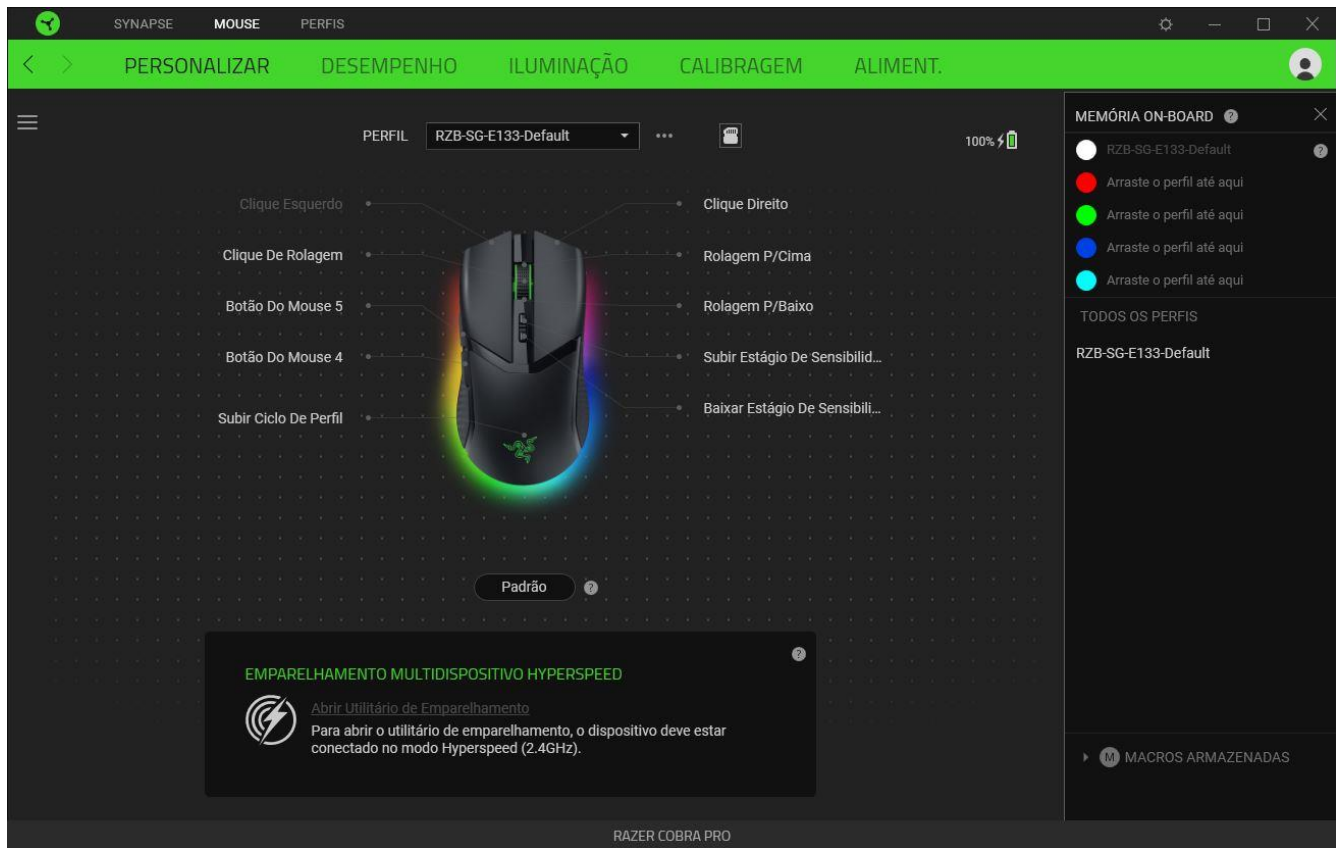 SYNAPSE MOUSE PERFIS
PERSONALIZAR DESEMPENHO ILUMINAÇÃO CALIBRAGEM ALIMENT.
PERFIL RZB-SG-E133-Default
100%
Clique Esquerdo
Clique De Rolagem
Botão Do Mouse 5
Botão Do Mouse 4
Subir Ciclo De Perfil
Clique Direito
Rolagem P/Cima
Rolagem P/Baixo
Subir Estágio De Sensibilid...
Baixar Estágio De Sensibili...
Padrão ?
?
EMPARELHAMENTO MULTIDISPOSITIVO HYPERSPEED
Abrir Utilitário de Emparelhamento
Para abrir o utilitário de emparelhamento, o dispositivo deve estar
conectado no modo Hyperspeed (2.4GHz).
MEMÓRIA ON-BOARD ?
RZB-SG-E133-Default ?
Arraste o perfil até aqui
Arraste o perfil até aqui
Arraste o perfil até aqui
Arraste o perfil até aqui
TODOS OS PERFIS
RZB-SG-E133-Default
M MACROS ARMAZENADAS
RAZER COBRA PRO